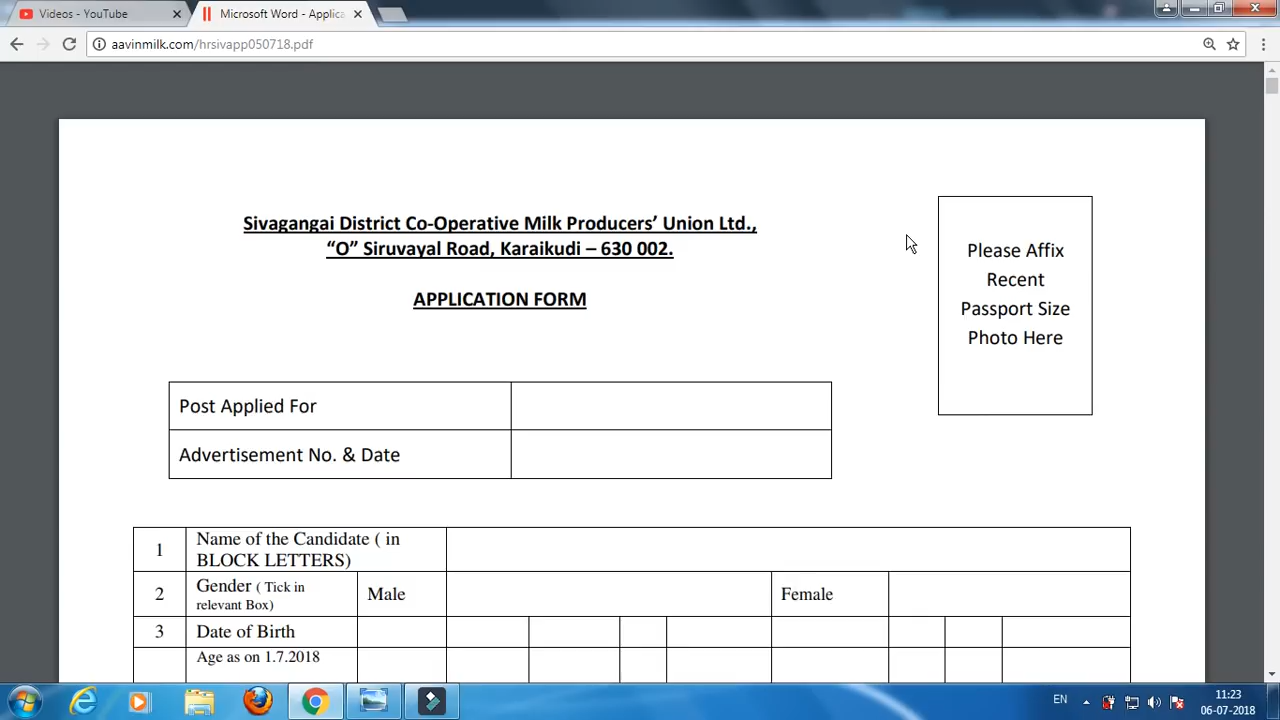 Videos - YouTube
Microsoft Word - Applica
aavinmilk.com/hrsivapp050718.pdf
Sivagangai District Co-Operative Milk Producers' Union Ltd.,
“O” Siruvayal Road, Karaikudi – 630 002.
APPLICATION FORM
Please Affix
Recent
Passport Size
Photo Here
Post Applied For
Advertisement No. & Date
1 Name of the Candidate ( in
BLOCK LETTERS)
2 Gender ( Tick in
relevant Box) Male Female
3 Date of Birth
Age as on 1.7.2018
EN 11:23
06-07-2018